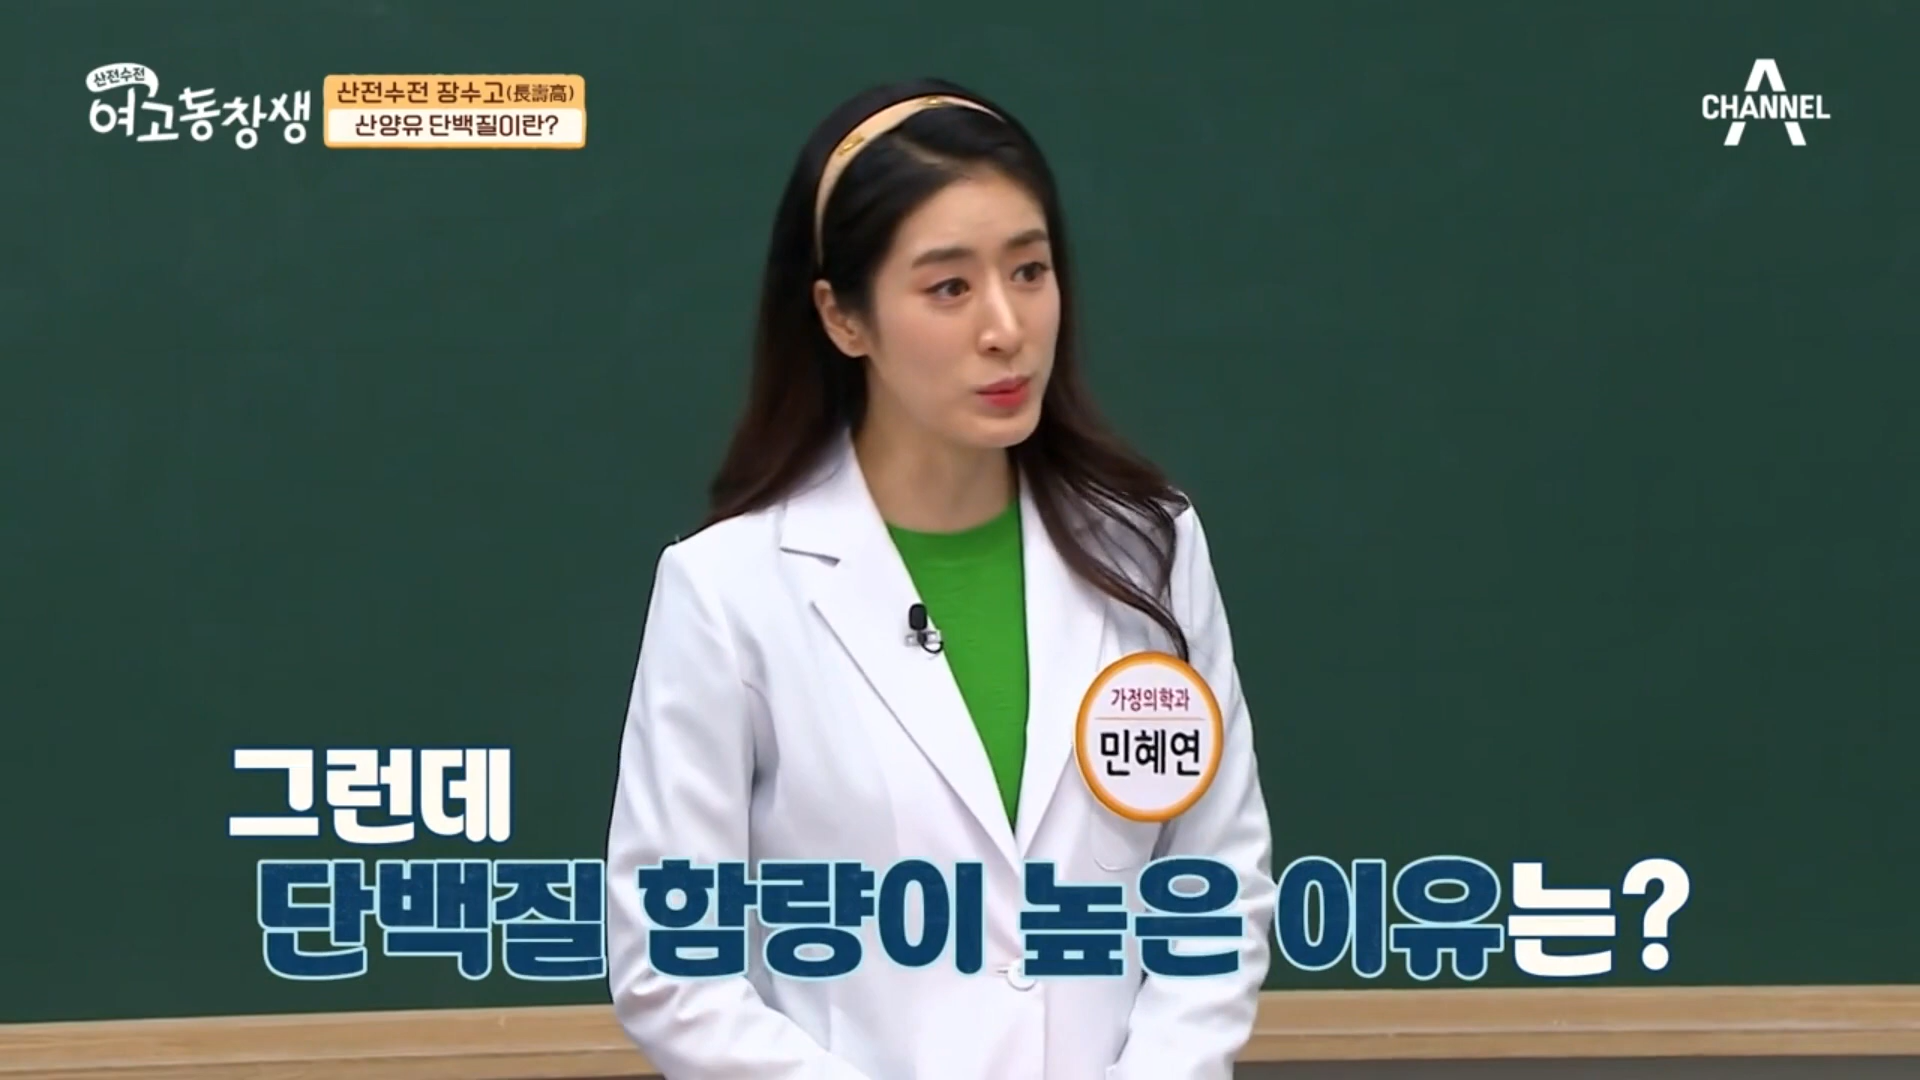 산전수전
여고동창생
산전수전 장수고(長壽高)
산양유 단백질이란?
CHANNEL A
가정의학과
민혜연
그런데
단백질 함량이 높은 이유는?